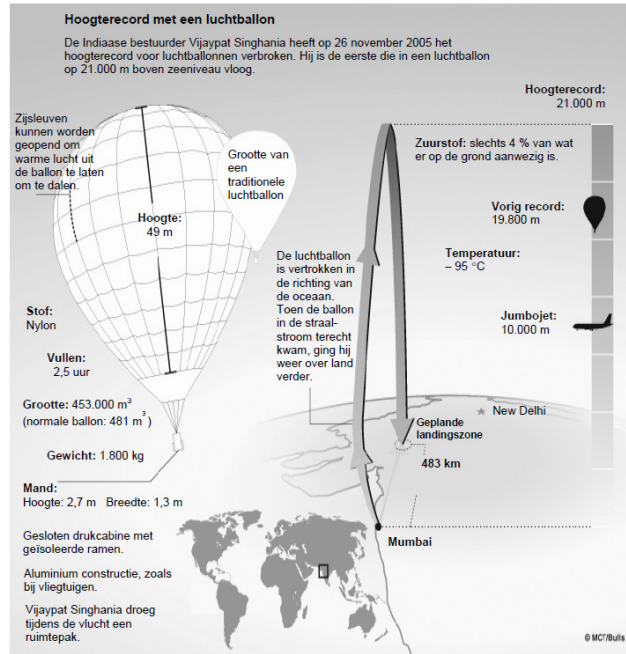 Hoogterecord met een luchtballon
De Indiaase bestuurder Vijaypat Singhania heeft op 26 november 2005 het
hoogterecord voor luchtballonnen verbroken. Hij is de eerste die in een luchtballon
op 21.000 m boven zeeniveau vloog.
Zijsleuven
kunnen worden
geopend om
warme lucht uit
de ballon te laten
om te dalen.
Grootte van
een
traditionele
luchtballon
Hoogte:
49 m
Stof:
Nylon
Vullen:
2,5 uur
Grootte: 453.000 m³
(normale ballon: 481 m³)
Gewicht: 1.800 kg
Mand:
Hoogte: 2,7 m Breedte: 1,3 m
Gesloten drukcabine met
geïsoleerde ramen.
Aluminium constructie, zoals
bij vliegtuigen.
Vijaypat Singhania droeg
tijdens de vlucht een
ruimtepak.
De luchtballon
is vertrokken in
de richting van
de oceaan.
Toen de ballon
in de straal-
stroom terecht
kwam, ging hij
weer over land
verder.
Hoogterecord:
21.000 m
Zuurstof: slechts 4 % van wat
er op de grond aanwezig is.
Vorig record:
19.800 m
Temperatuur:
– 95 °C
Jumbojet:
10.000 m
New Delhi
Geplande
landingszone
483 km
Mumbai
© MCT/Bulls